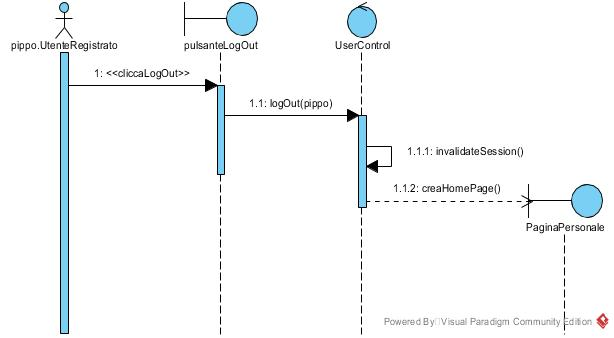 pippo.UtenteRegistrato
pulsanteLogOut
UserControl
1: <<cliccaLogOut>>
1.1: logOut(pippo)
1.1.1: invalidateSession()
1.1.2: creaHomePage()
PaginaPersonale
Powered By Visual Paradigm Community Edition